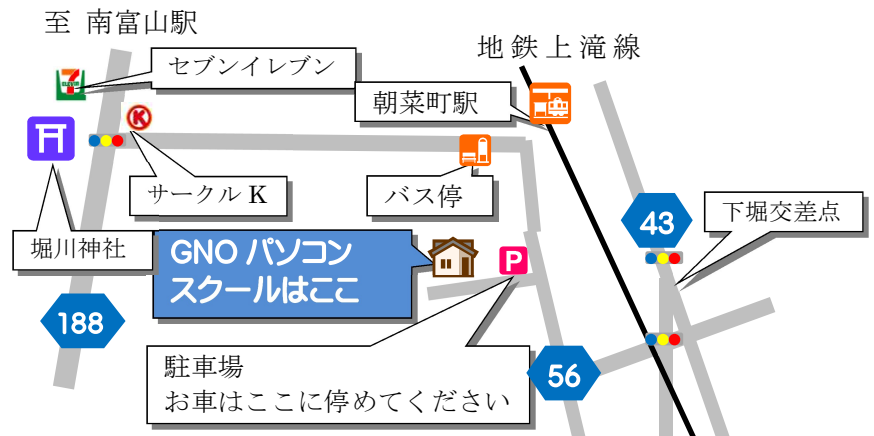 至 南富山駅
地鉄上滝線
セブンイレブン
朝菜町駅
サークル K
バス停
下堀交差点
43
堀川神社
GNO パソコン
スクールはここ
P
188
駐車場
お車はここに停めてください
56
7
ELEVEn
K